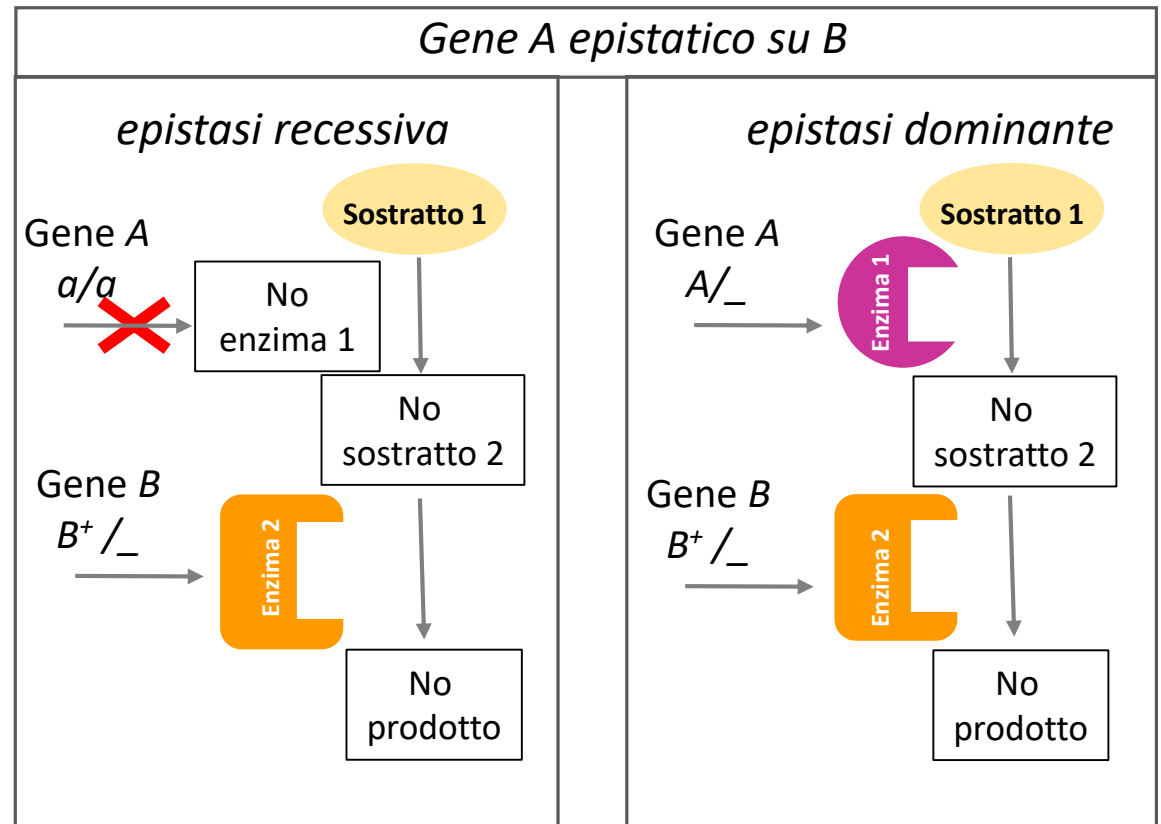 Gene A epistatico su B
epistasi recessiva
Sostratto 1
Gene A
a/a
No
enzima 1
No
sostratto 2
Gene B
B⁺ /_
Enzima 2
No
prodotto
epistasi dominante
Sostratto 1
Gene A
A/_
Enzima 1
No
sostratto 2
Gene B
B⁺ /_
Enzima 2
No
prodotto